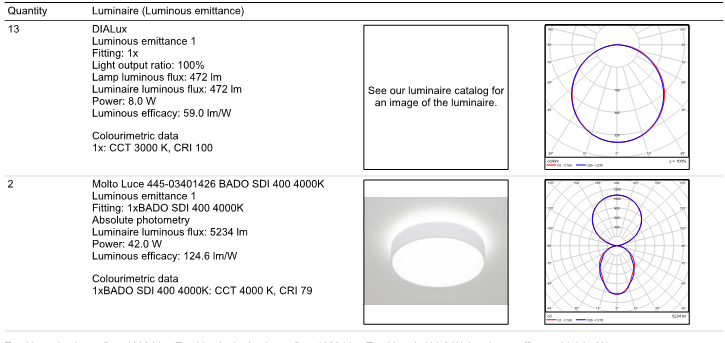 Quantity Luminaire (Luminous emittance)
13 DIALux
Luminous emittance 1
Fitting: 1x
Light output ratio: 100%
Lamp luminous flux: 472 lm
Luminaire luminous flux: 472 lm
Power: 8.0 W
Luminous efficacy: 59.0 lm/W
Colourimetric data
1x: CCT 3000 K, CRI 100
See our luminaire catalog for
an image of the luminaire.
2 Molto Luce 445-03401426 BADO SDI 400 4000K
Luminous emittance 1
Fitting: 1xBADO SDI 400 4000K
Absolute photometry
Luminaire luminous flux: 5234 lm
Power: 42.0 W
Luminous efficacy: 124.6 lm/W
Colourimetric data
1xBADO SDI 400 4000K: CCT 4000 K, CRI 79
cd
5234 lm